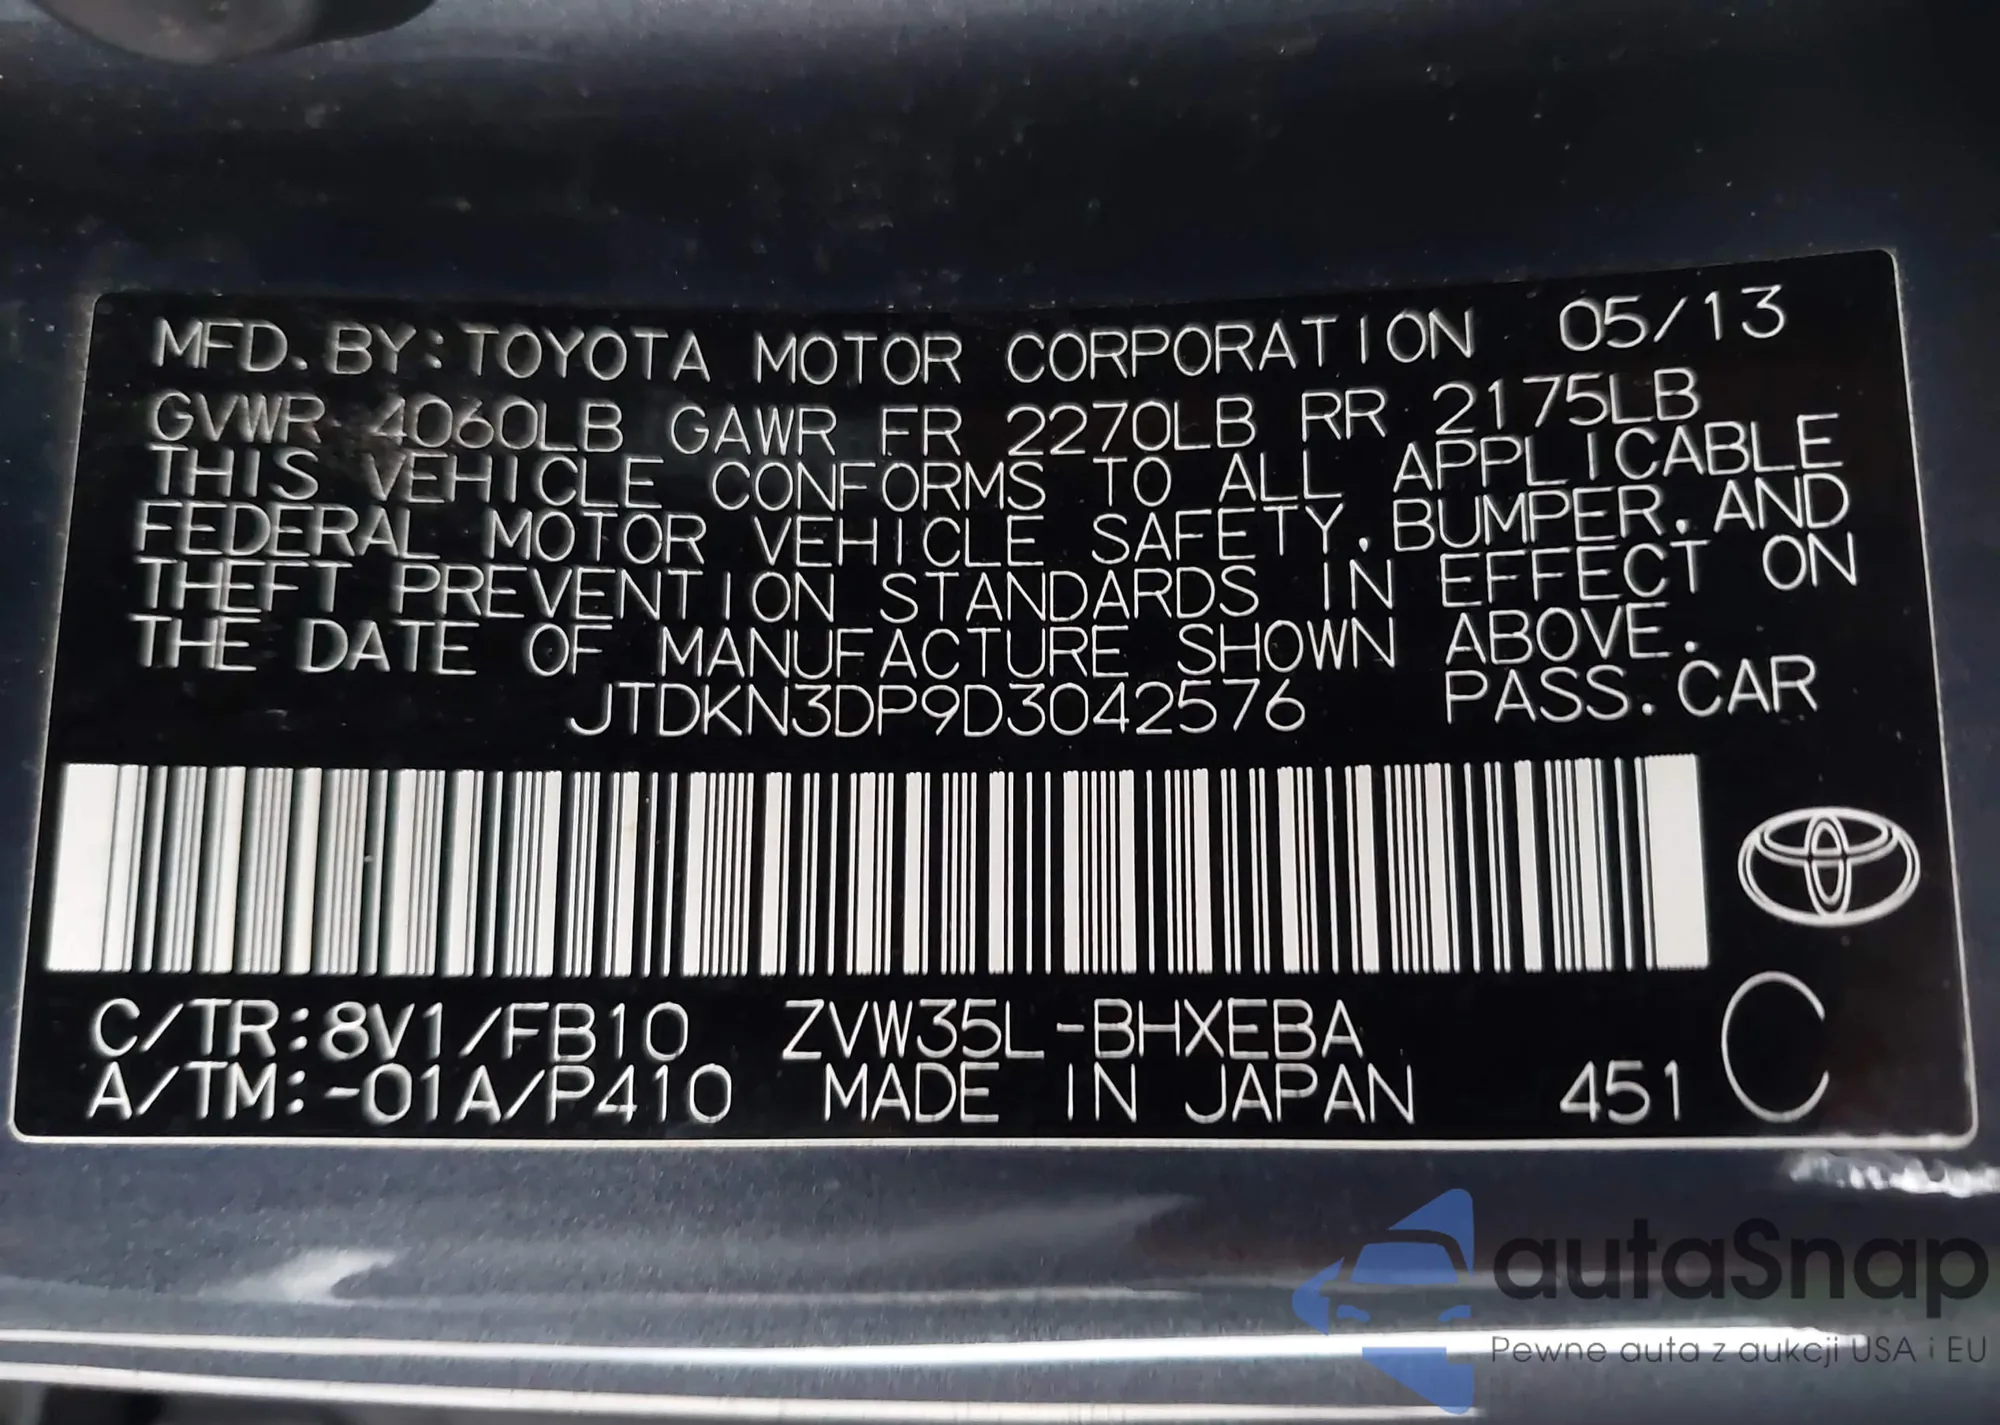 MFD. BY: TOYOTA MOTOR CORPORATION 05/13
GVWR 4060LB GAWR FR 2270LB RR 2175LB
THIS VEHICLE CONFORMS TO ALL APPLICABLE
FEDERAL MOTOR VEHICLE SAFETY, BUMPER, AND
THEFT PREVENTION STANDARDS IN EFFECT ON
THE DATE OF MANUFACTURE SHOWN ABOVE.
JTDKN3DP9D3042576 PASS. CAR
C/TR: 8V1/FB10 ZVW35L-BHXEBA
A/TM: -01A/P410 MADE IN JAPAN 451 C
autaSnap
Pewne auta z aukcji USA i EU